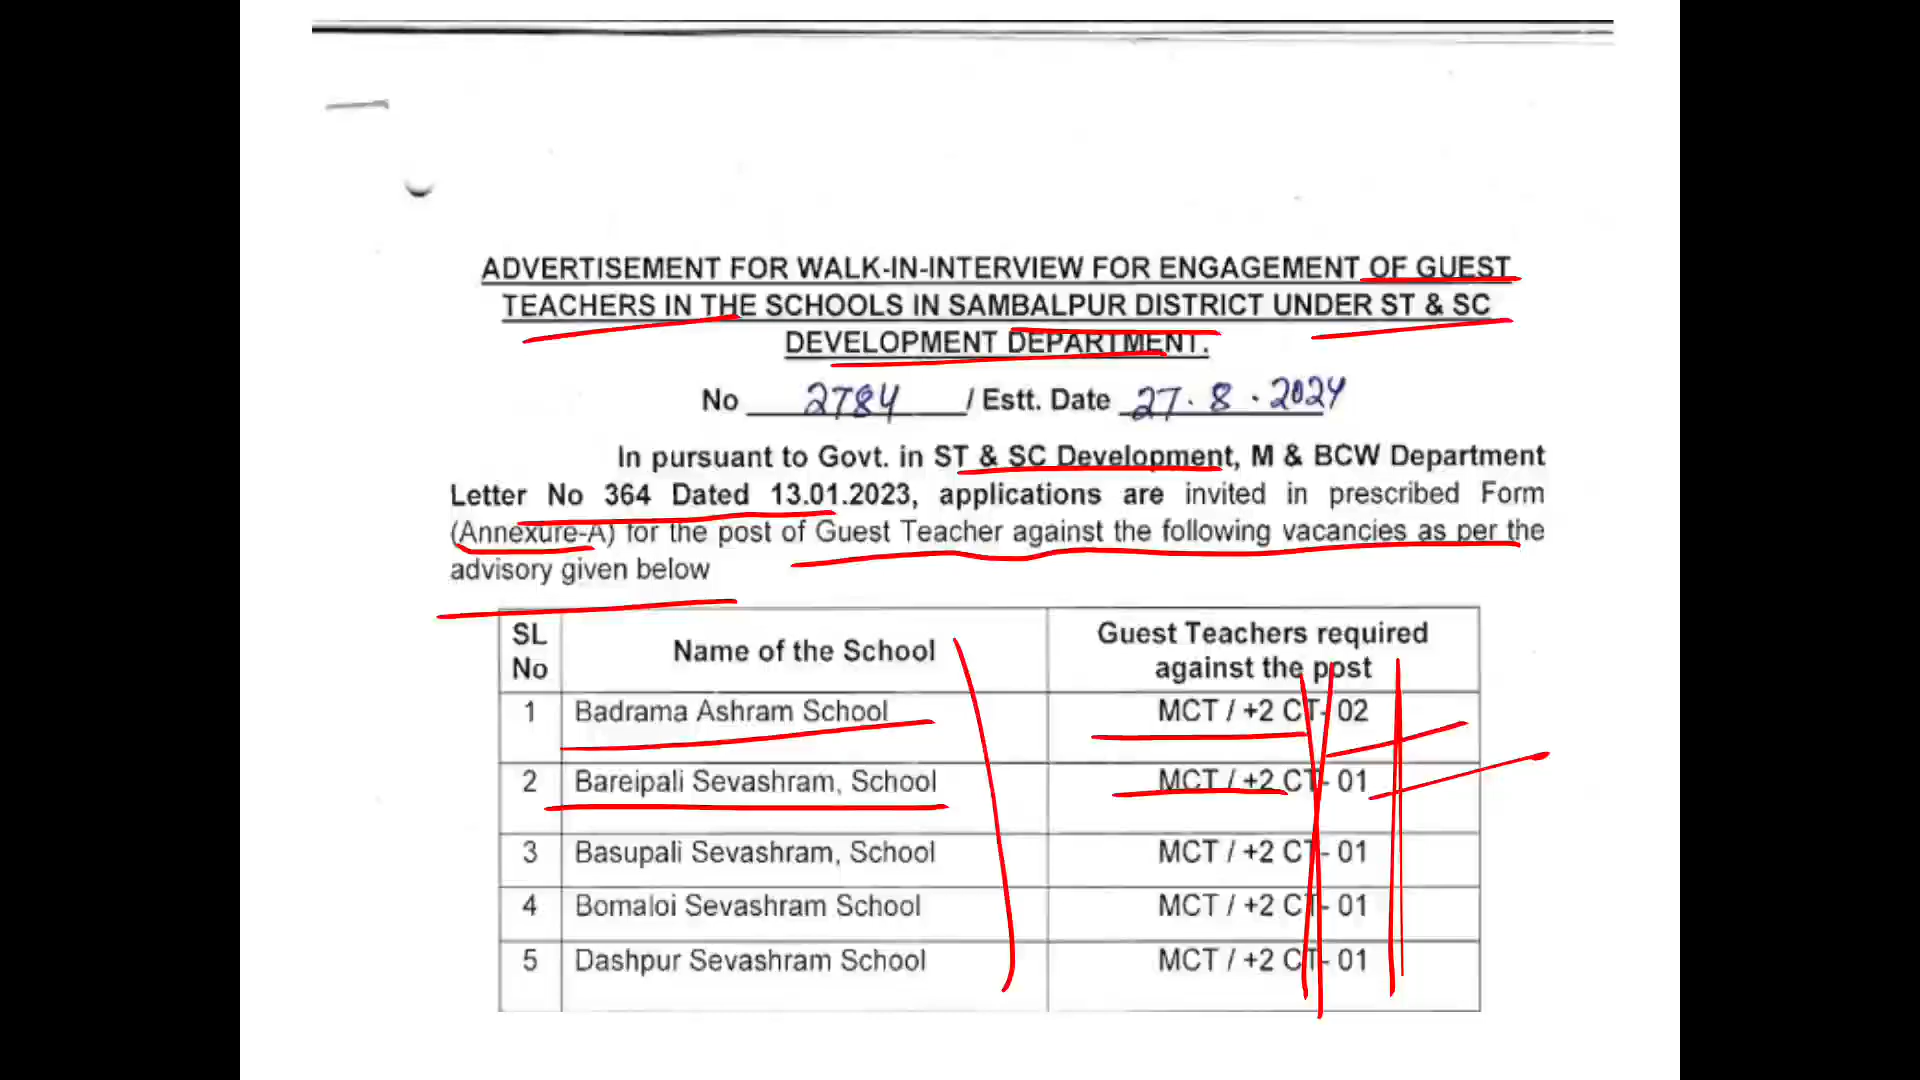 ADVERTISEMENT FOR WALK-IN-INTERVIEW FOR ENGAGEMENT OF GUEST
TEACHERS IN THE SCHOOLS IN SAMBALPUR DISTRICT UNDER ST & SC
DEVELOPMENT DEPARTMENT.
No 2784 / Estt. Date 27.8.2024
In pursuant to Govt. in ST & SC Development, M & BCW Department
Letter No 364 Dated 13.01.2023, applications are invited in prescribed Form
(Annexure-A) for the post of Guest Teacher against the following vacancies as per the
advisory given below
SL No Name of the School Guest Teachers required against the post
1 Badrama Ashram School MCT / +2 CT- 02
2 Bareipali Sevashram, School MCT / +2 CT- 01
3 Basupali Sevashram, School MCT / +2 CT- 01
4 Bomaloi Sevashram School MCT / +2 CT- 01
5 Dashpur Sevashram School MCT / +2 CT- 01